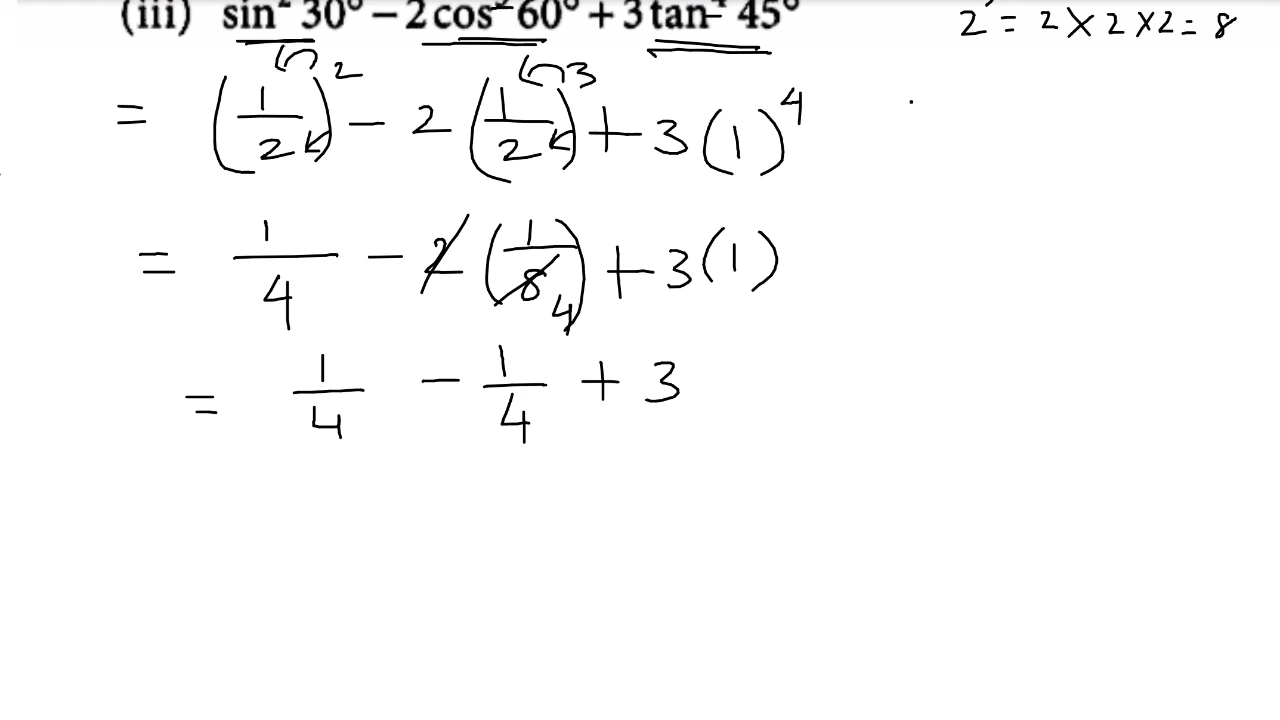 (iii) sin² 30° – 2 cos³ 60° + 3 tan⁴ 45°
2³ = 2 × 2 × 2 = 8
= (1/2)² – 2 (1/2)³ + 3 (1)⁴
= 1/4 – 2 (1/8) + 3 (1)
4
= 1/4 – 1/4 + 3